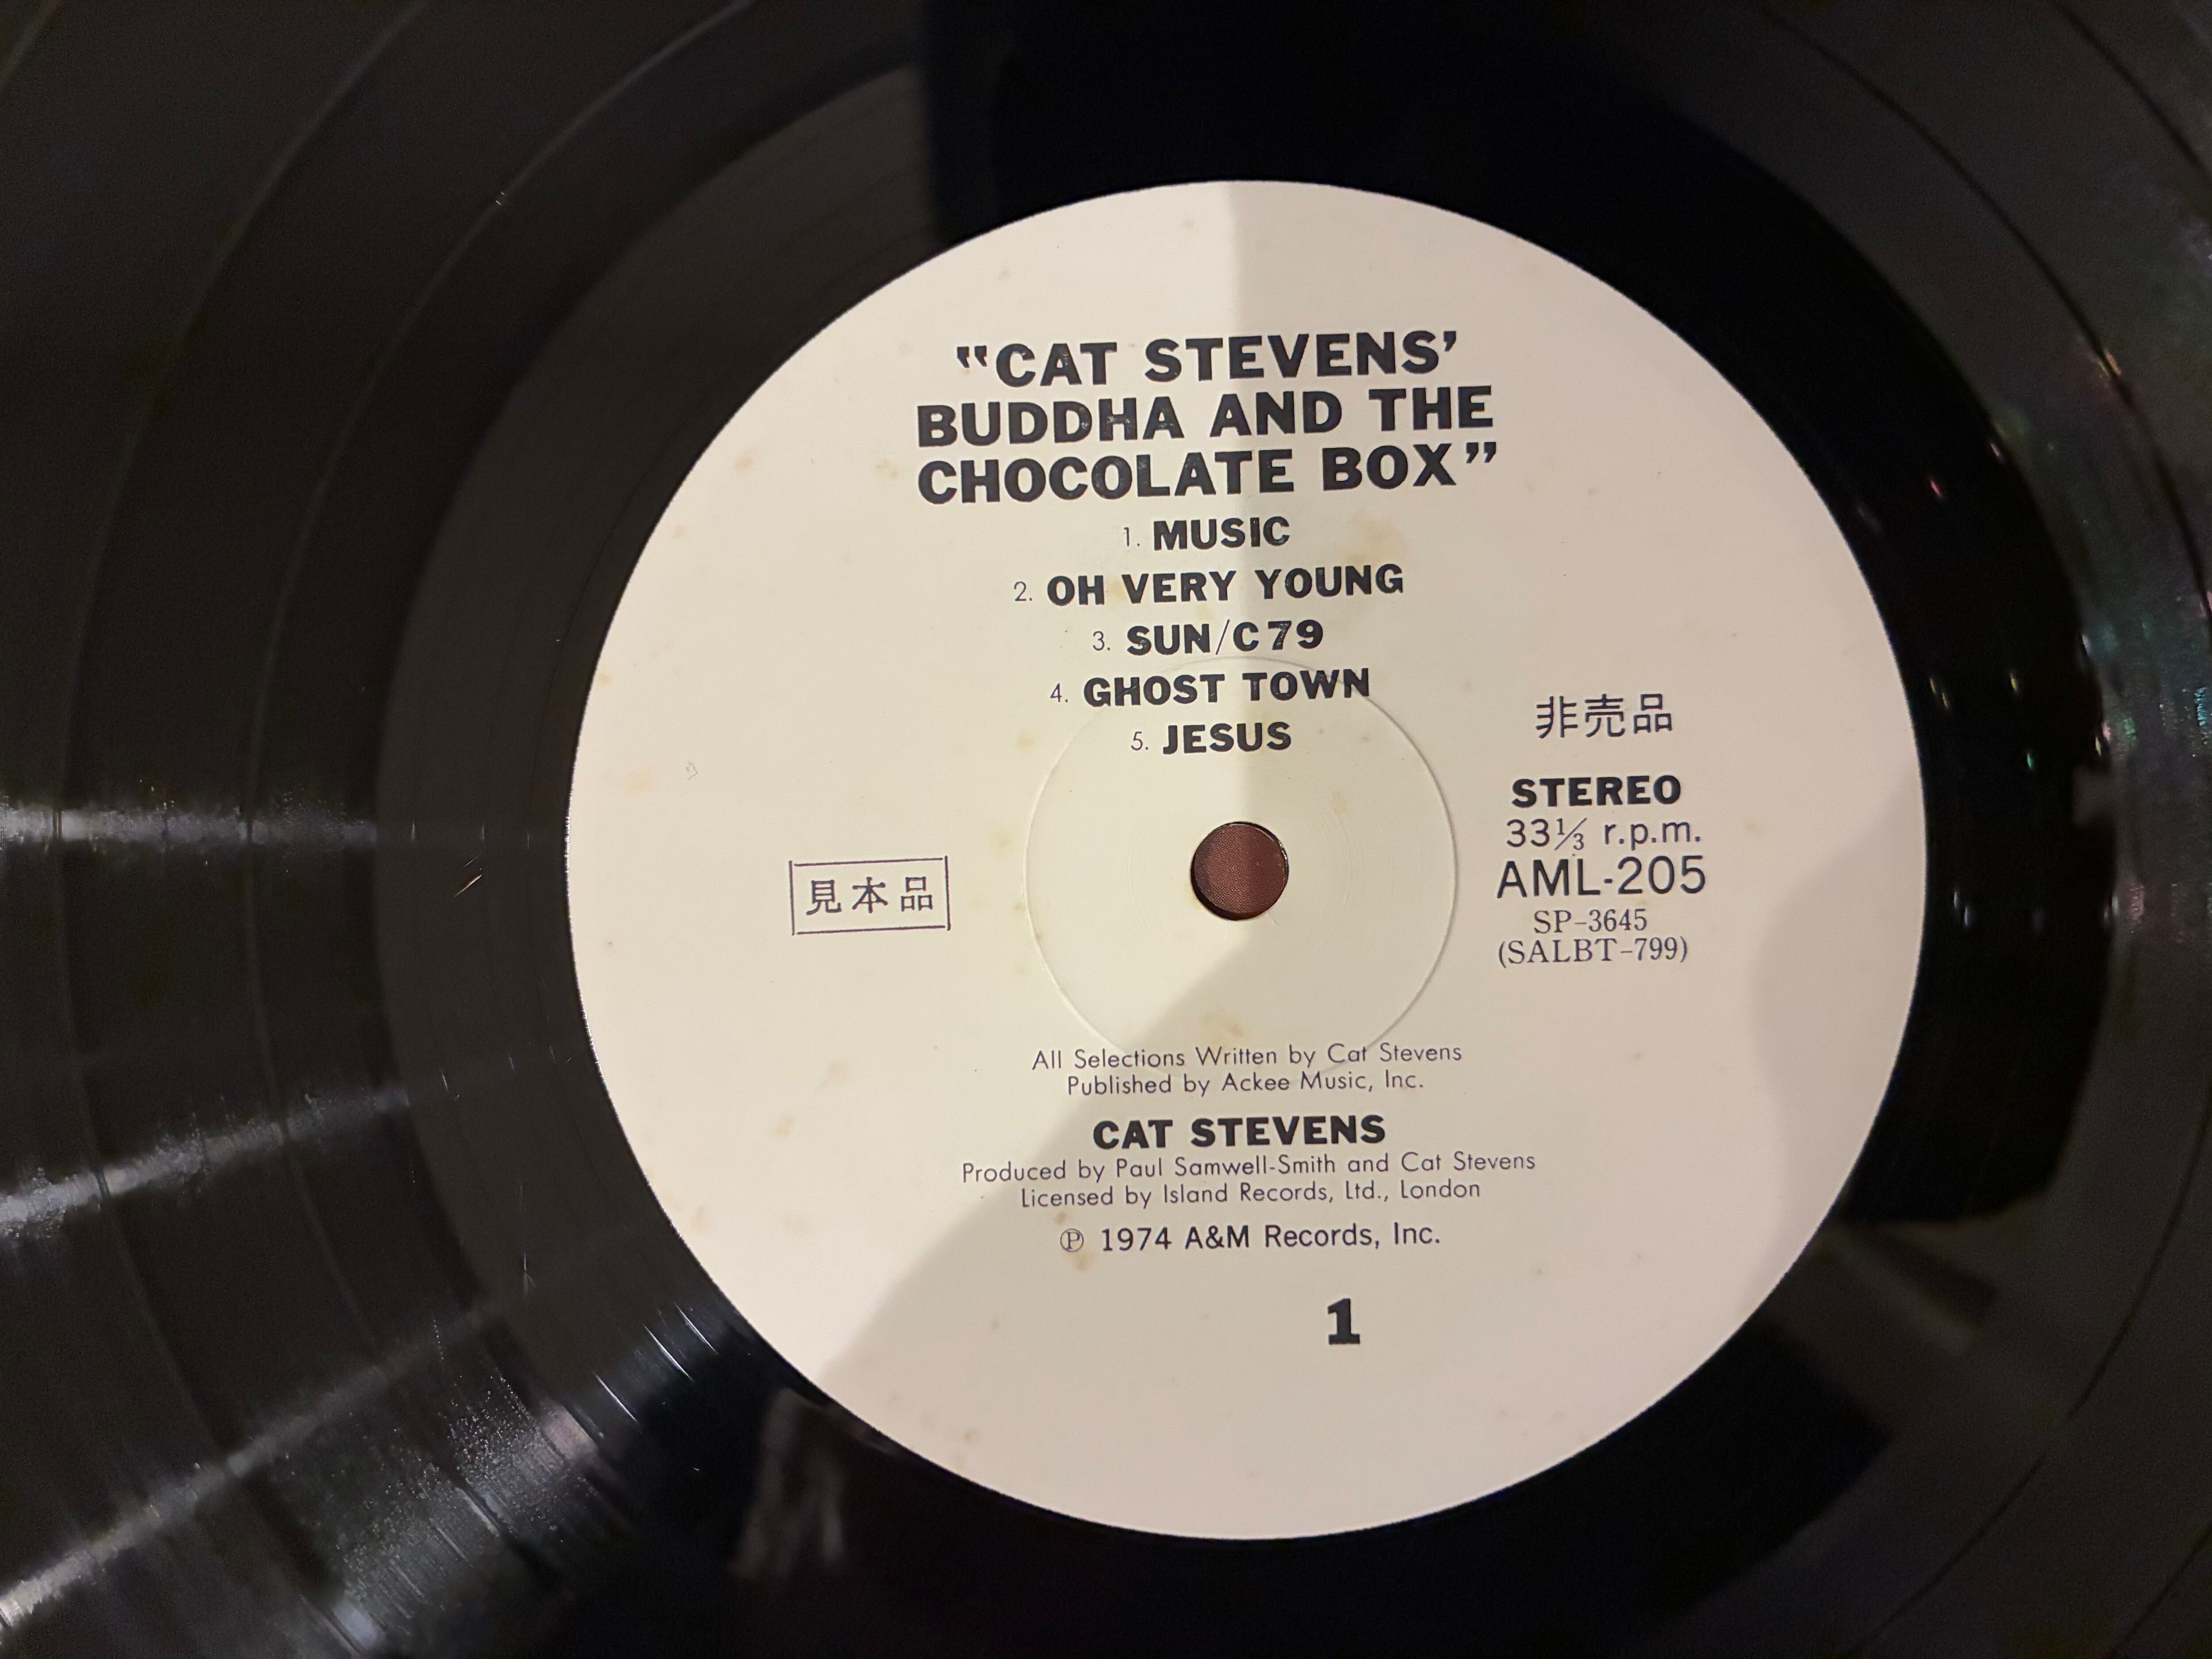 "CAT STEVENS'
BUDDHA AND THE
CHOCOLATE BOX"
1. MUSIC
2. OH VERY YOUNG
3. SUN/C79
4. GHOST TOWN
5. JESUS
非売品
STEREO
33⅓ r.p.m.
AML-205
SP-3645
(SALBT-799)
見本品
All Selections Written by Cat Stevens
Published by Ackee Music, Inc.
CAT STEVENS
Produced by Paul Samwell-Smith and Cat Stevens
Licensed by Island Records, Ltd., London
℗ 1974 A&M Records, Inc.
1